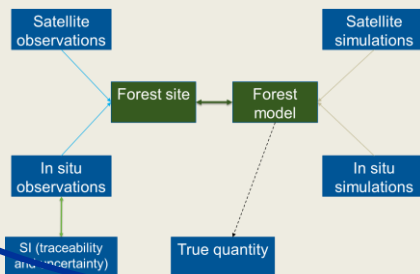 Satellite
observations
Satellite
simulations
Forest site
Forest
model
In situ
observations
In situ
simulations
SI (traceability
and uncertainty)
True quantity